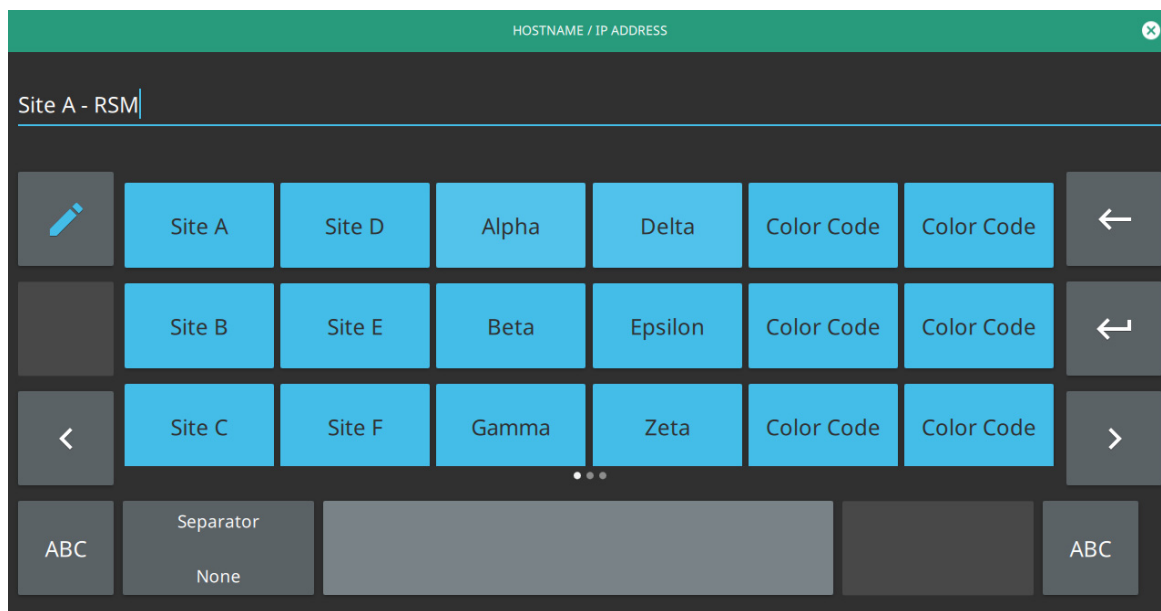 HOSTNAME / IP ADDRESS
Site A - RSM
Site A Site D Alpha Delta Color Code Color Code
Site B Site E Beta Epsilon Color Code Color Code
Site C Site F Gamma Zeta Color Code Color Code
Separator
ABC ABC
None